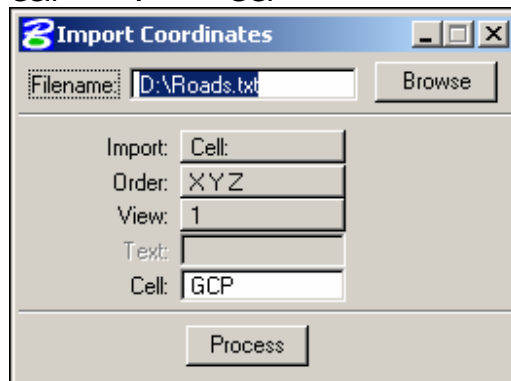 Import Coordinates
Filename: D:\Roads.txt Browse
Import: Cell:
Order: X Y Z
View: 1
Text:
Cell: GCP
Process